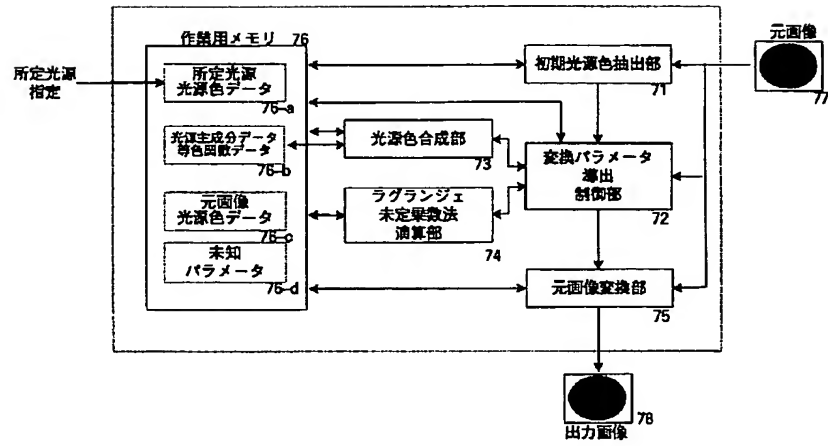 作業用メモリ 76
所定光源
指定
所定光源
光源色データ
76-a
光源主成分データ
等色関数データ
76-b
元画像
光源色データ
76-c
未知
パラメータ
76-d
光源色合成部
73
ラグランジェ
未定乗数法
演算部
74
初期光源色抽出部
71
変換パラメータ
導出
制御部
72
元画像変換部
75
元画像
77
78
出力画像